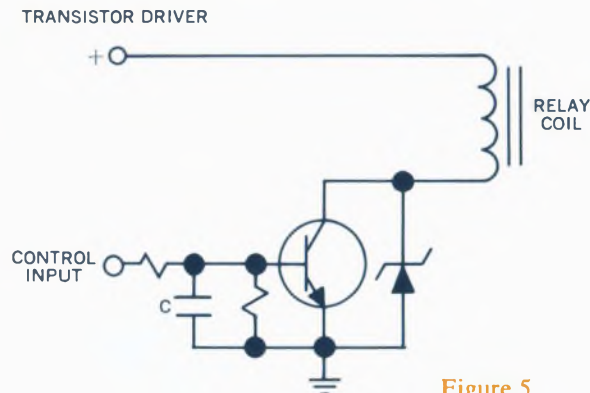 TRANSISTOR DRIVER
+
RELAY
COIL
CONTROL
INPUT
C
Figure 5